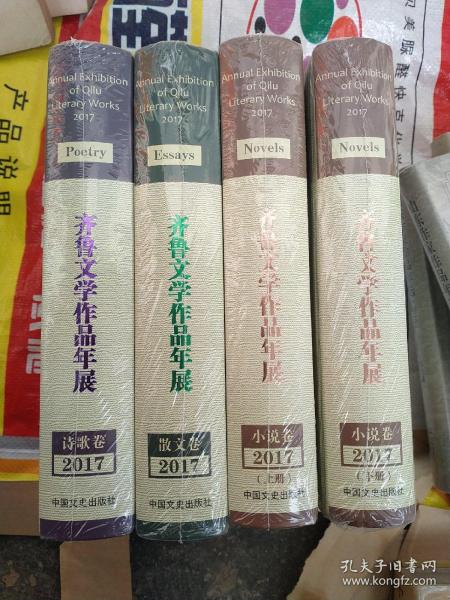 Annual Exhibition
of Qilu
Literary Works
2017
Poetry
齐鲁文学作品年展
诗歌卷
2017
中国文史出版社
Annual Exhibition
of Qilu
Literary Works
2017
Essays
齐鲁文学作品年展
散文卷
2017
中国文史出版社
Annual Exhibition
of Qilu
Literary Works
2017
Novels
齐鲁文学作品年展
小说卷
2017
(上册)
中国文史出版社
Annual Exhibition
of Qilu
Literary Works
2017
Novels
齐鲁文学作品年展
小说卷
2017
(下册)
中国文史出版社
产品说明
孔夫子旧书网
www.kongfz.com